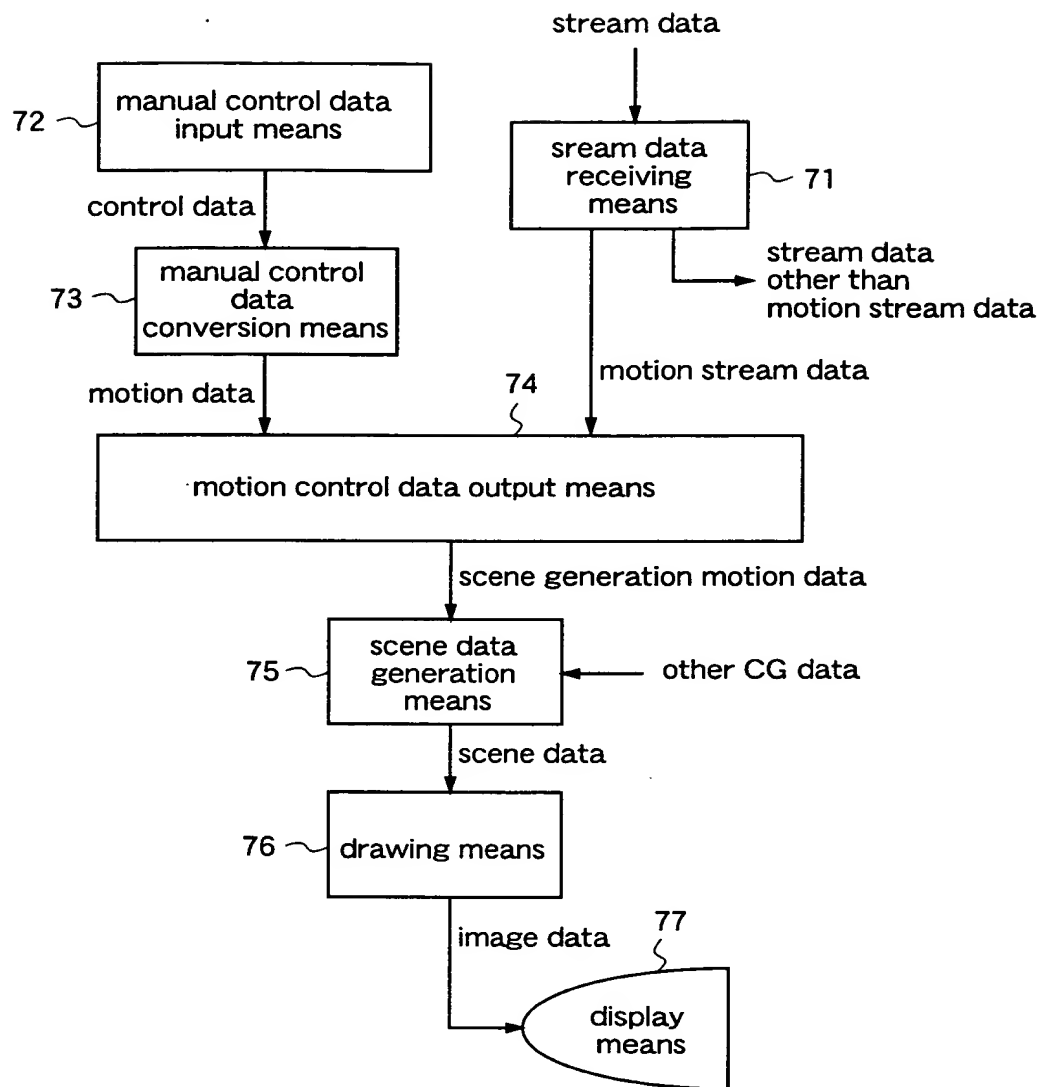 stream data
manual control data
input means
72
sream data
receiving
means
71
control data
stream data
other than
motion stream data
manual control
data
conversion means
73
motion data
motion stream data
74
motion control data output means
scene generation motion data
scene data
generation
means
75
other CG data
scene data
drawing means
76
image data
77
display
means